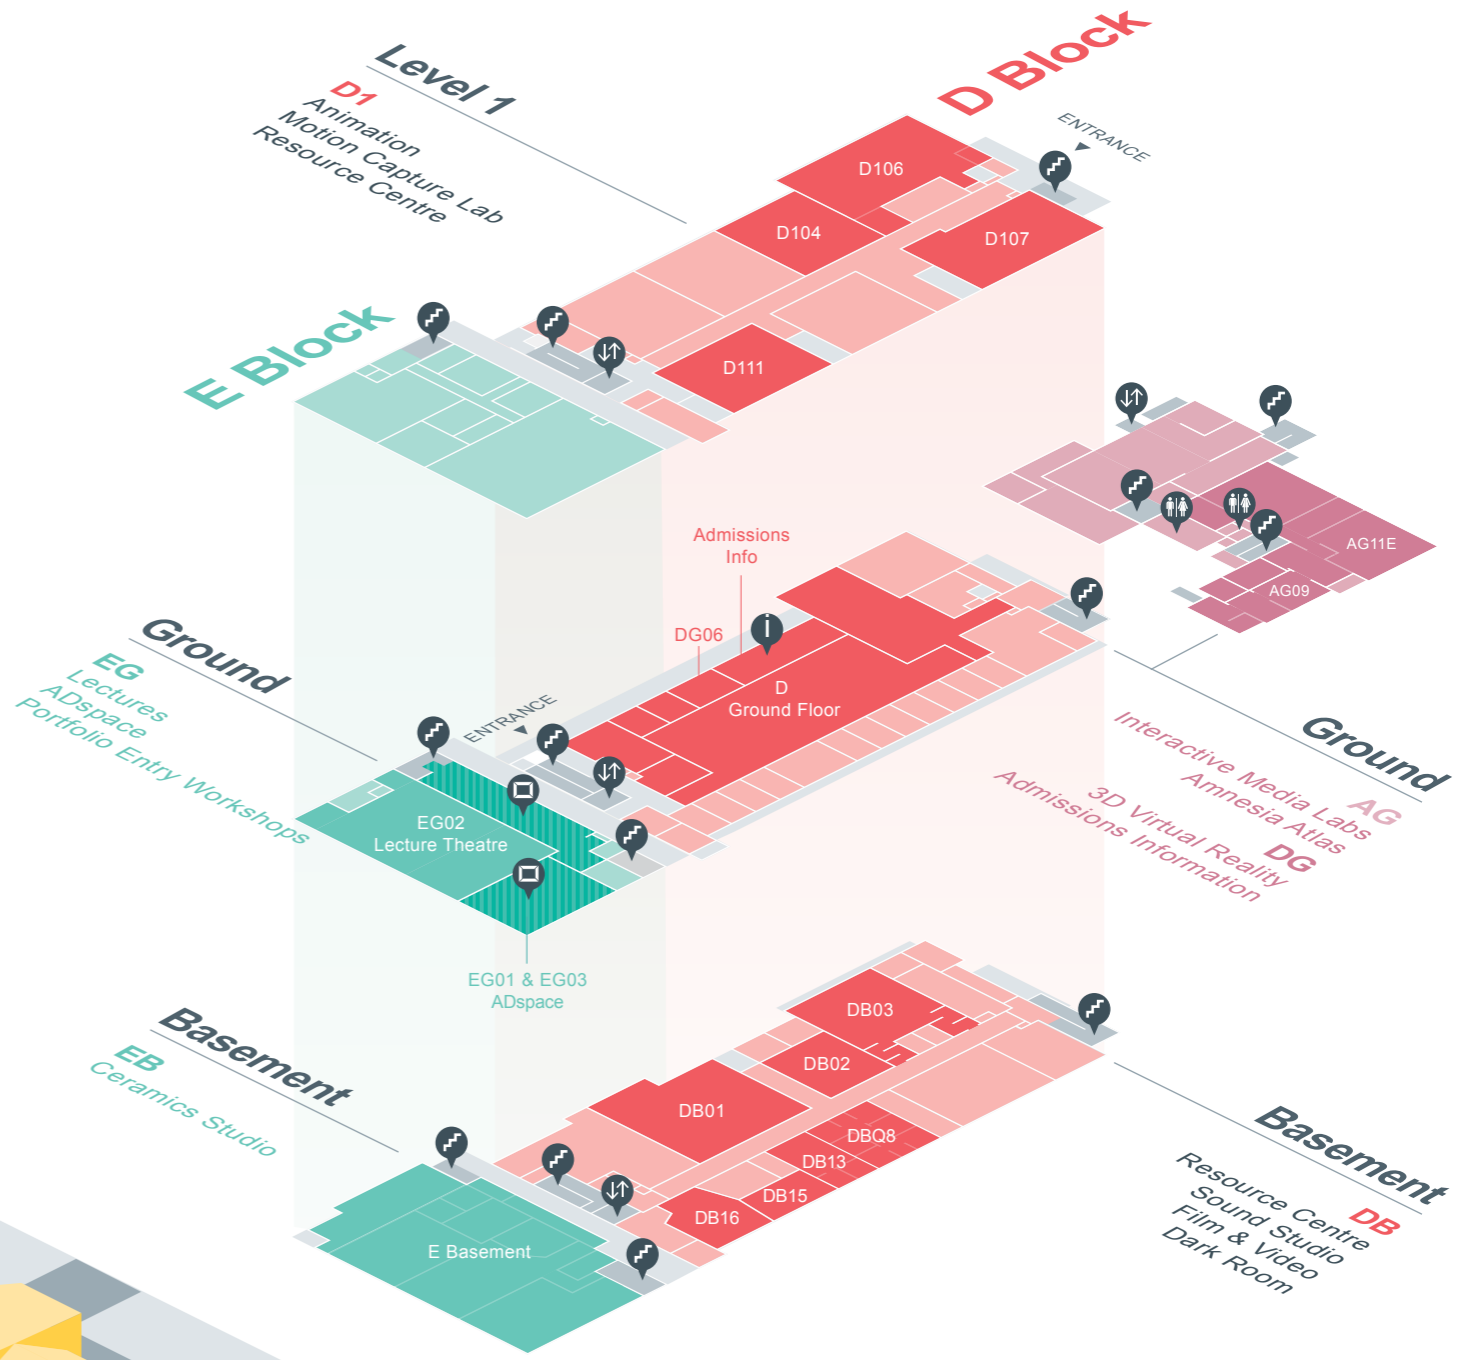 D Block
ENTRANCE
Level 1
D1
Animation
Motion Capture Lab
Resource Centre
D106
D104
D107
D111
E Block
AG11E
AG09
Admissions
Info
DG06
i
D
Ground Floor
ENTRANCE
Ground
EG
Lectures
ADspace
Portfolio Entry Workshops
EG02
Lecture Theatre
EG01 & EG03
ADspace
Ground
AG
Interactive Media Labs
Amnesia Atlas
DG
3D Virtual Reality
Admissions Information
Basement
EB
Ceramics Studio
DB03
DB02
DB01
DBQ8
DB13
DB15
DB16
E Basement
Basement
DB
Resource Centre
Sound Studio
Film & Video
Dark Room